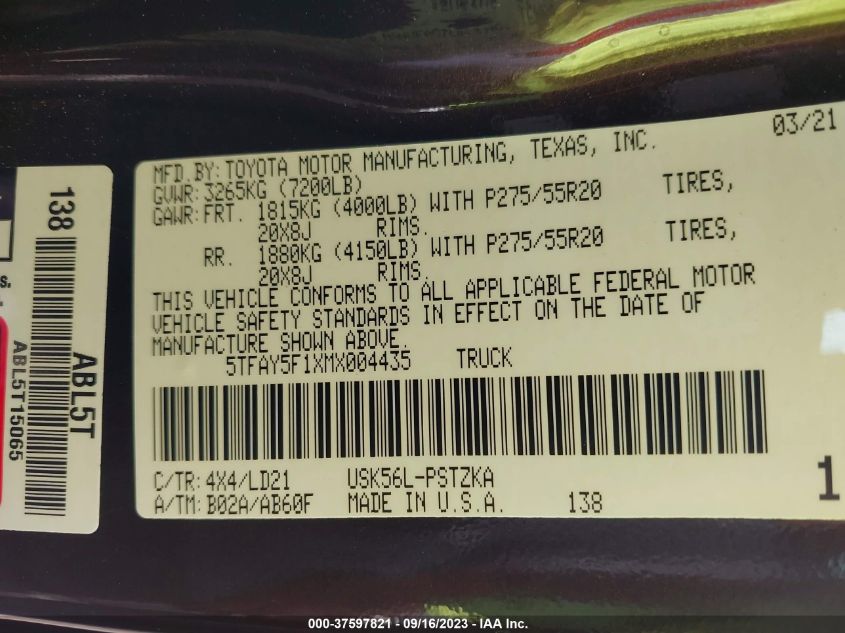 MFD.BY:TOYOTA MOTOR MANUFACTURING, TEXAS, INC. 03/21
GVWR:3265KG (7200LB)
GAWR:FRT. 1815KG (4000LB) WITH P275/55R20 TIRES,
20X8J RIMS.
RR. 1880KG (4150LB) WITH P275/55R20 TIRES,
20X8J RIMS.
THIS VEHICLE CONFORMS TO ALL APPLICABLE FEDERAL MOTOR
VEHICLE SAFETY STANDARDS IN EFFECT ON THE DATE OF
MANUFACTURE SHOWN ABOVE.
5TFAY5F1XMX004435 TRUCK
C/TR:4X4/LD21 USK56L-PSTZKA
A/TM:B02A/AB60F MADE IN U.S.A. 138
1
138
ABL5T
ABL5T15065
000-37597821 - 09/16/2023 - IAA Inc.